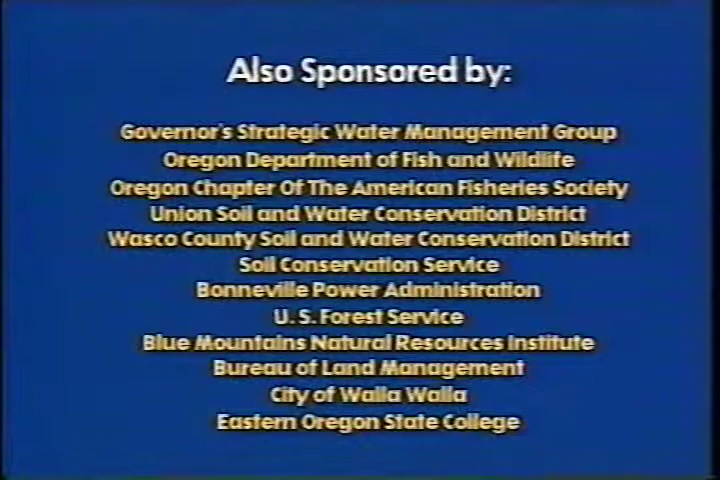 Also Sponsored by:
Governor's Strategic Water Management Group
Oregon Department of Fish and Wildlife
Oregon Chapter Of The American Fisheries Society
Union Soil and Water Conservation District
Wasco County Soil and Water Conservation District
Soil Conservation Service
Bonneville Power Administration
U. S. Forest Service
Blue Mountains Natural Resources Institute
Bureau of Land Management
City of Walla Walla
Eastern Oregon State College